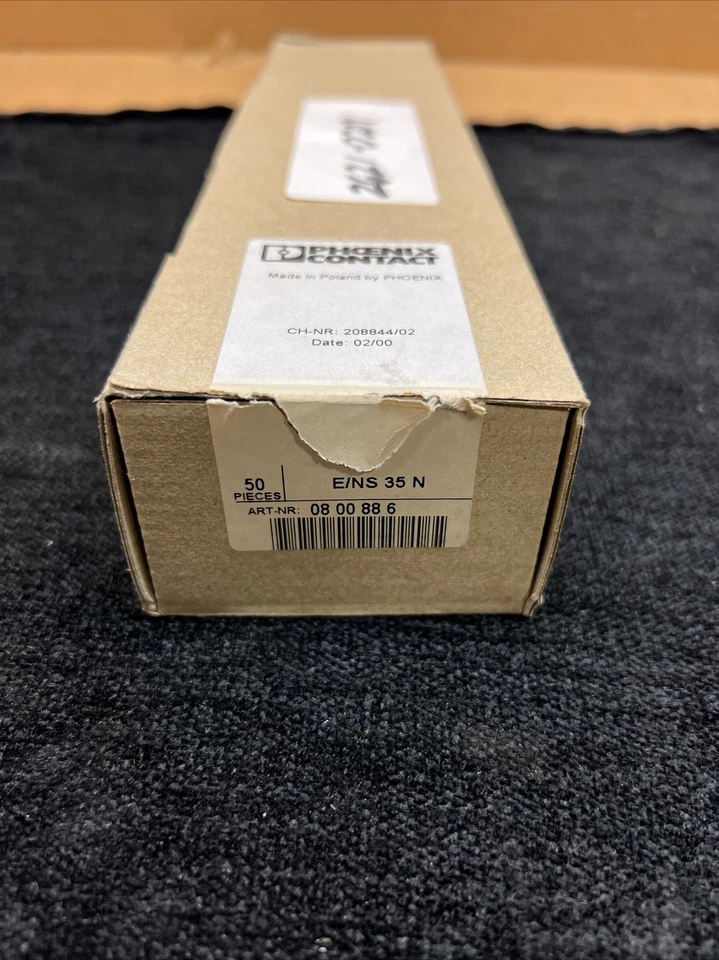 PHŒNIX
CONTACT
Made in Poland by PHOENIX
CH-NR: 208844/02
Date: 02/00
50
PIECES
E/NS 35 N
ART-NR: 08 00 88 6